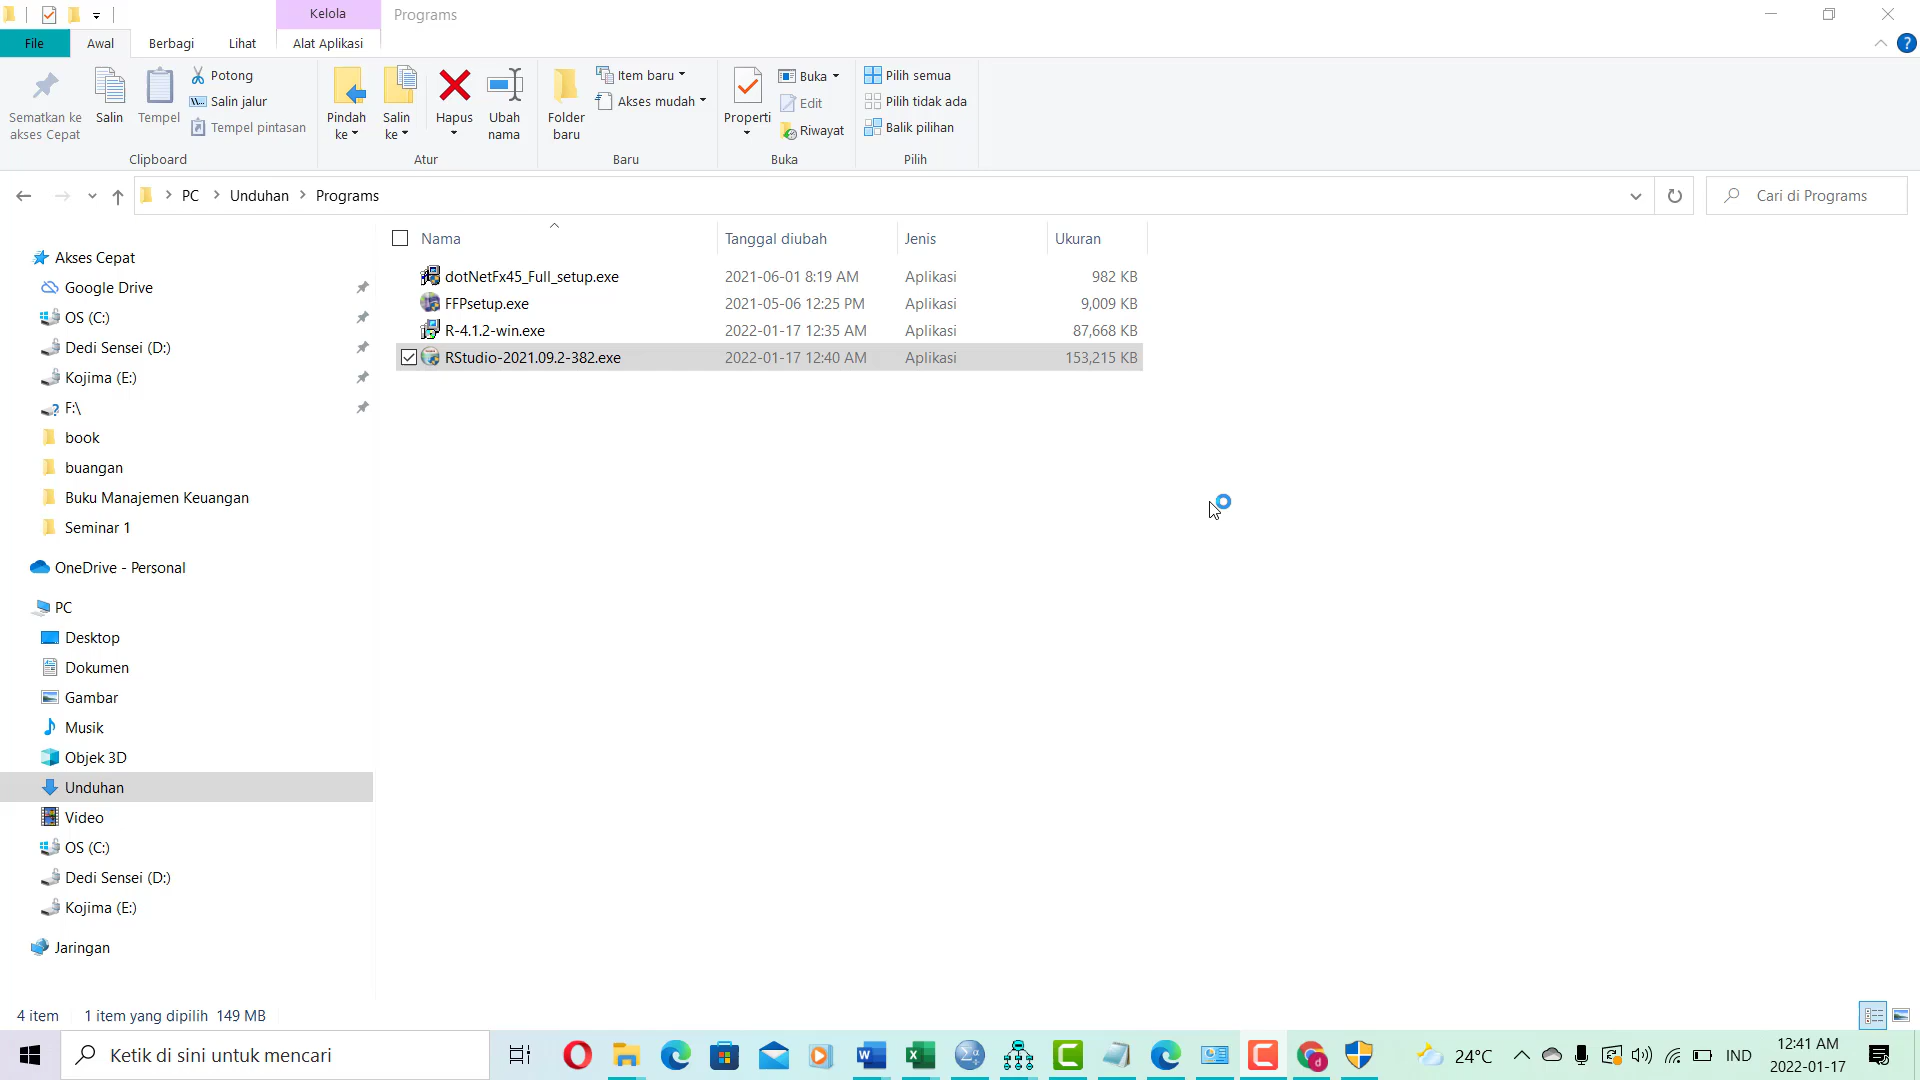 Kelola
Programs
File
Awal
Berbagi
Lihat
Alat Aplikasi
Sematkan ke akses Cepat
Salin
Tempel
Potong
Salin jalur
Tempel pintasan
Clipboard
Pindah ke
Salin ke
Hapus
Ubah nama
Atur
Folder baru
Item baru
Akses mudah
Baru
Properti
Buka
Edit
Riwayat
Buka
Pilih semua
Pilih tidak ada
Balik pilihan
Pilih
PC > Unduhan > Programs
Cari di Programs
Nama Tanggal diubah Jenis Ukuran
dotNetFx45_Full_setup.exe 2021-06-01 8:19 AM Aplikasi 982 KB
FFPsetup.exe 2021-05-06 12:25 PM Aplikasi 9,009 KB
R-4.1.2-win.exe 2022-01-17 12:35 AM Aplikasi 87,668 KB
RStudio-2021.09.2-382.exe 2022-01-17 12:40 AM Aplikasi 153,215 KB
Akses Cepat
Google Drive
OS (C:)
Dedi Sensei (D:)
Kojima (E:)
F:\
book
buangan
Buku Manajemen Keuangan
Seminar 1
OneDrive - Personal
PC
Desktop
Dokumen
Gambar
Musik
Objek 3D
Unduhan
Video
OS (C:)
Dedi Sensei (D:)
Kojima (E:)
Jaringan
4 item 1 item yang dipilih 149 MB
Ketik di sini untuk mencari
24°C
IND
12:41 AM
2022-01-17